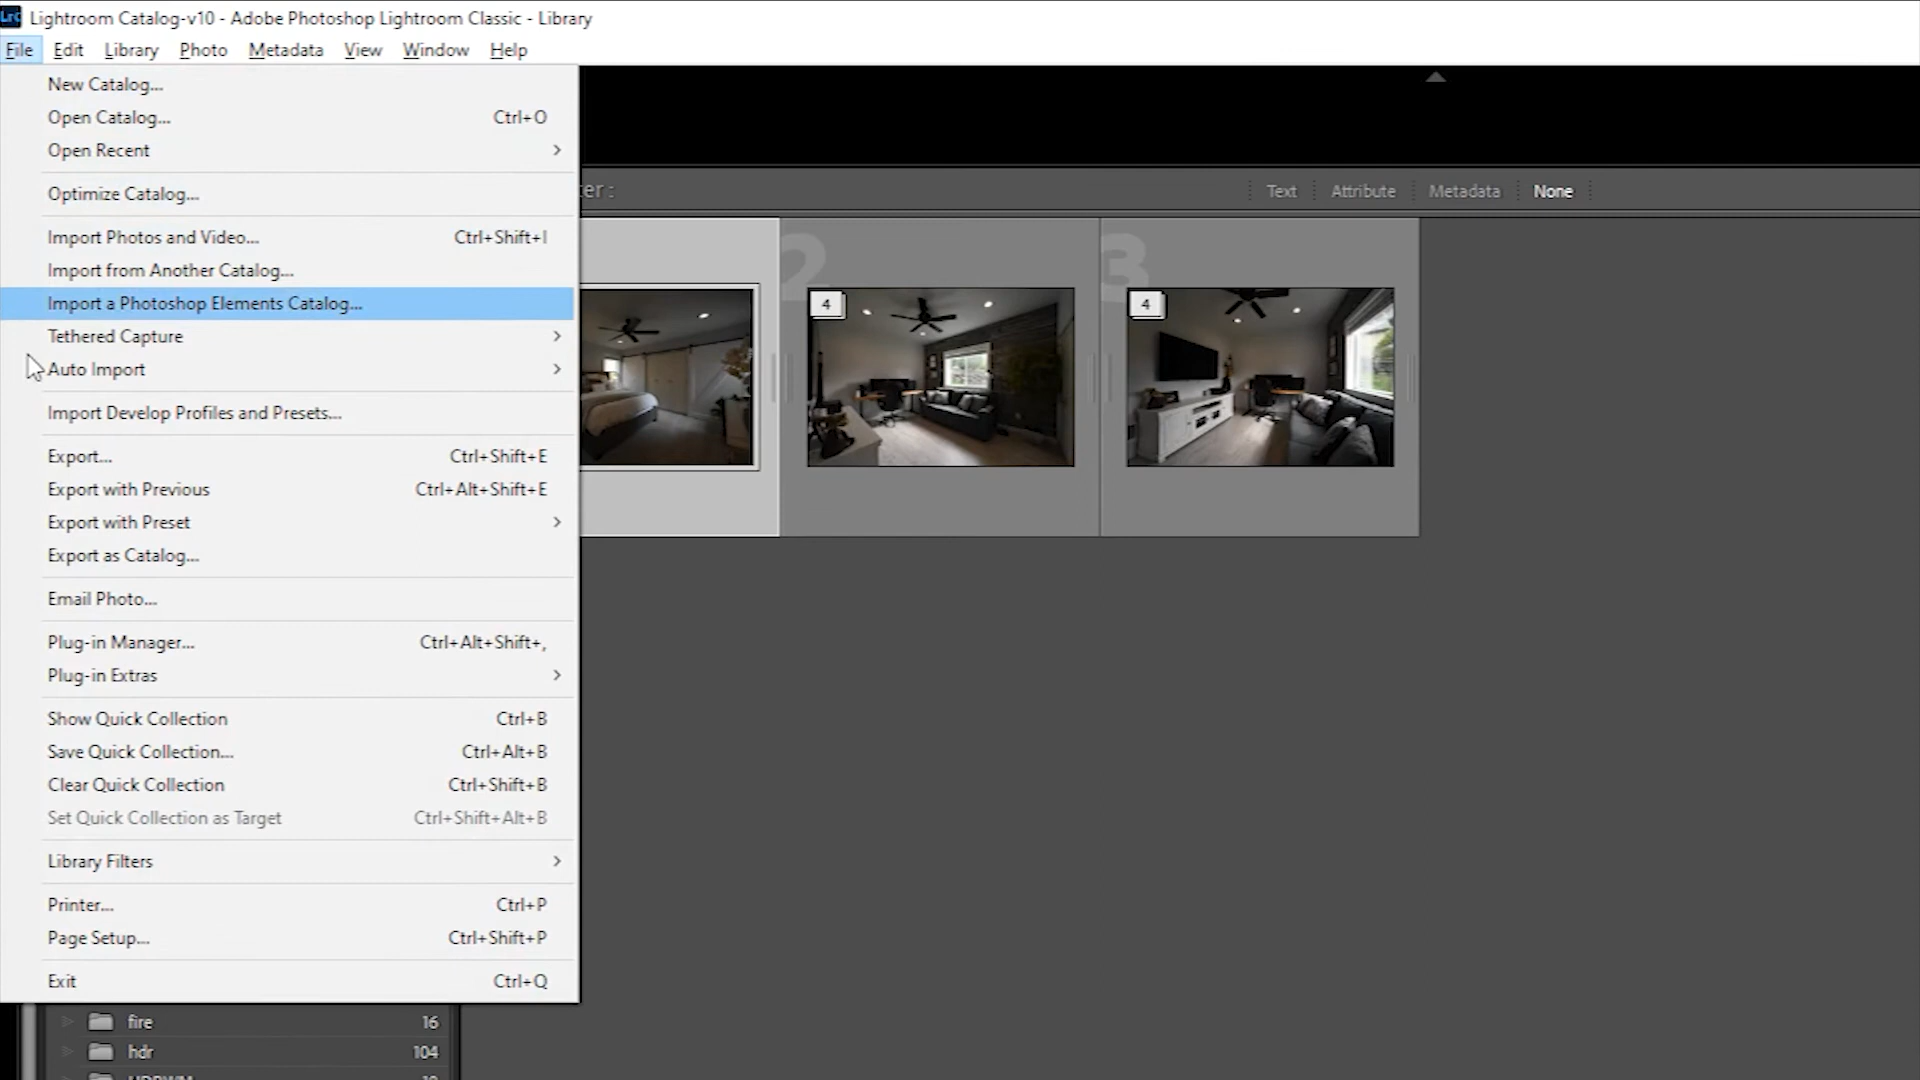 LrC Lightroom Catalog-v10 - Adobe Photoshop Lightroom Classic - Library
File Edit Library Photo Metadata View Window Help
New Catalog...
Open Catalog... Ctrl+O
Open Recent
Optimize Catalog...
Import Photos and Video... Ctrl+Shift+I
Import from Another Catalog...
Import a Photoshop Elements Catalog...
Tethered Capture
Auto Import
Import Develop Profiles and Presets...
Export... Ctrl+Shift+E
Export with Previous Ctrl+Alt+Shift+E
Export with Preset
Export as Catalog...
Email Photo...
Plug-in Manager... Ctrl+Alt+Shift+,
Plug-in Extras
Show Quick Collection Ctrl+B
Save Quick Collection... Ctrl+Alt+B
Clear Quick Collection Ctrl+Shift+B
Set Quick Collection as Target Ctrl+Shift+Alt+B
Library Filters
Printer... Ctrl+P
Page Setup... Ctrl+Shift+P
Exit Ctrl+Q
fire 16
hdr 104
ter :
Text Attribute Metadata None
2 3
4 4